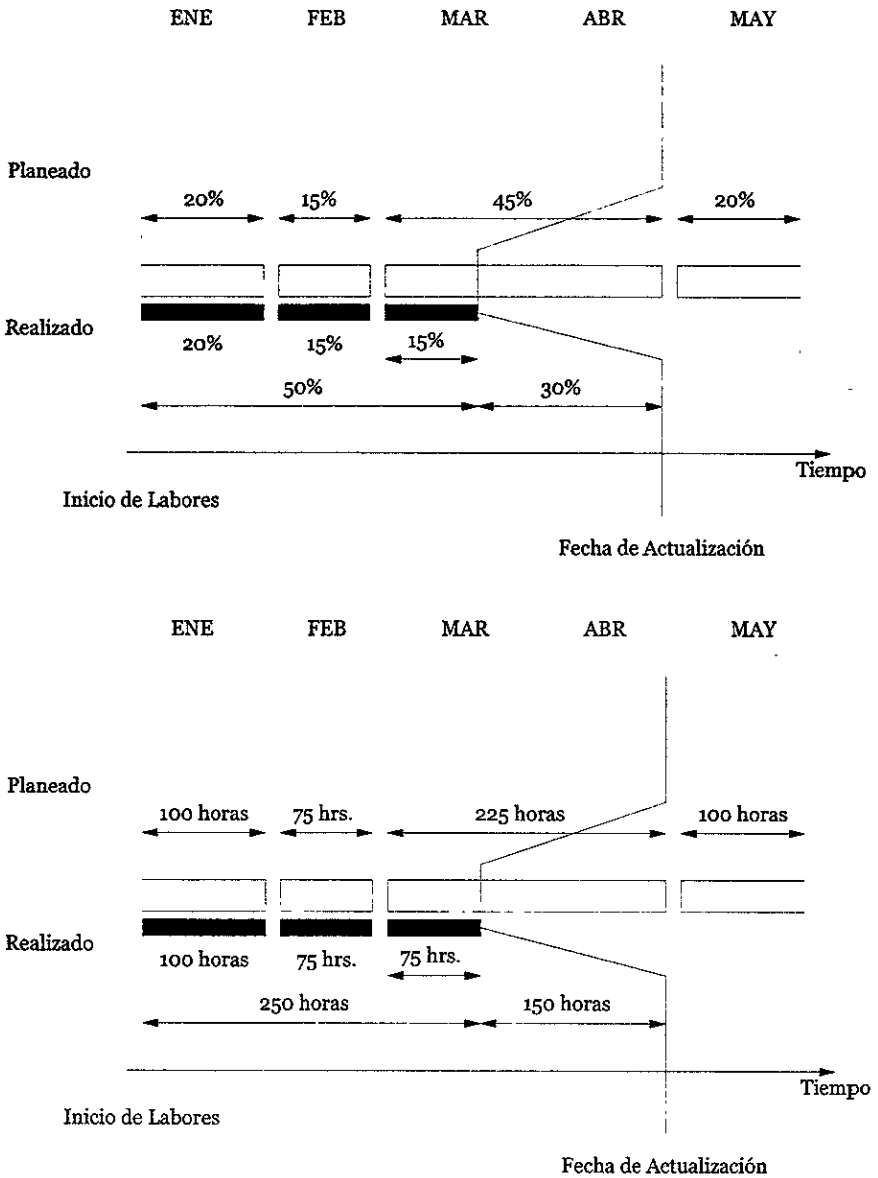 ENE FEB MAR ABR MAY
Planeado
20% 15% 45% 20%
Realizado
20% 15% 15%
50% 30%
Tiempo
Inicio de Labores
Fecha de Actualización
ENE FEB MAR ABR MAY
Planeado
100 horas 75 hrs. 225 horas 100 horas
Realizado
100 horas 75 hrs. 75 hrs.
250 horas 150 horas
Tiempo
Inicio de Labores
Fecha de Actualización